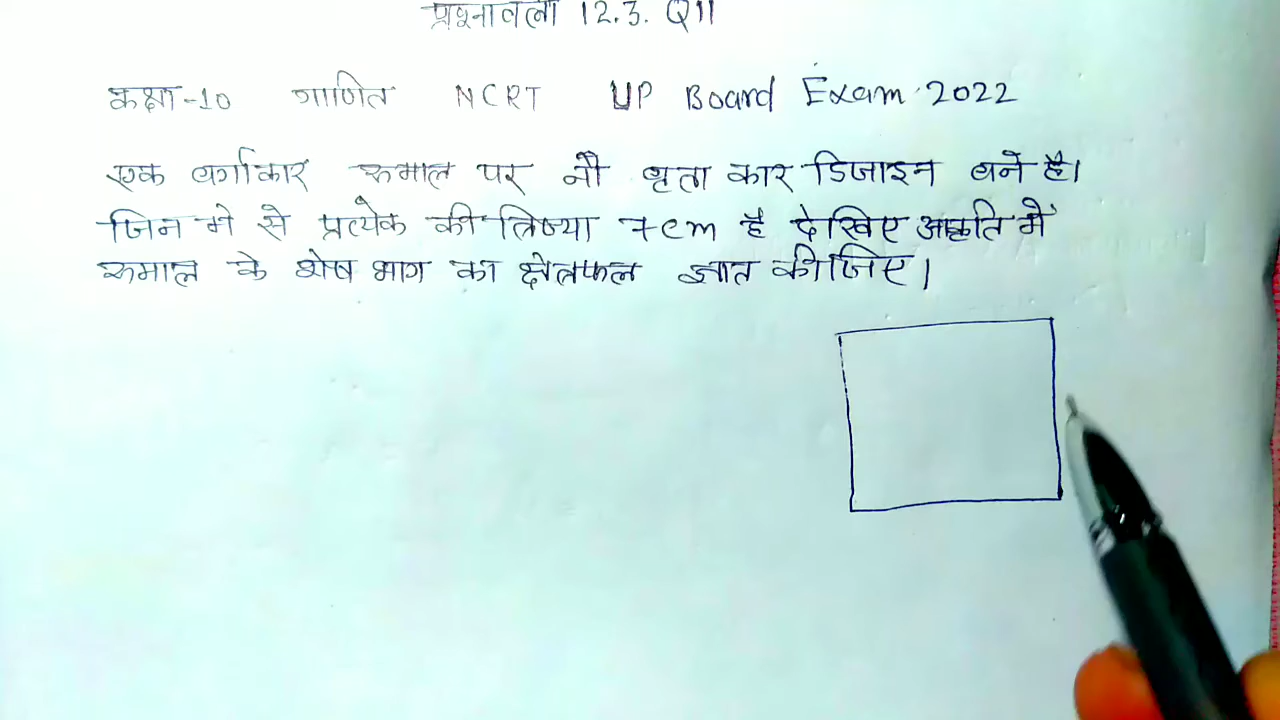 प्रश्नावली 12.3. Q11
कक्षा-10 गणित NCRT UP Board Exam 2022
एक वर्गाकार रुमाल पर नौ वृताकार डिजाइन बने है।
जिन मे से प्रत्येक की त्रिज्या 7cm है देखिए आकृति में
रुमाल के शेष भाग का क्षेत्रफल ज्ञात कीजिए।